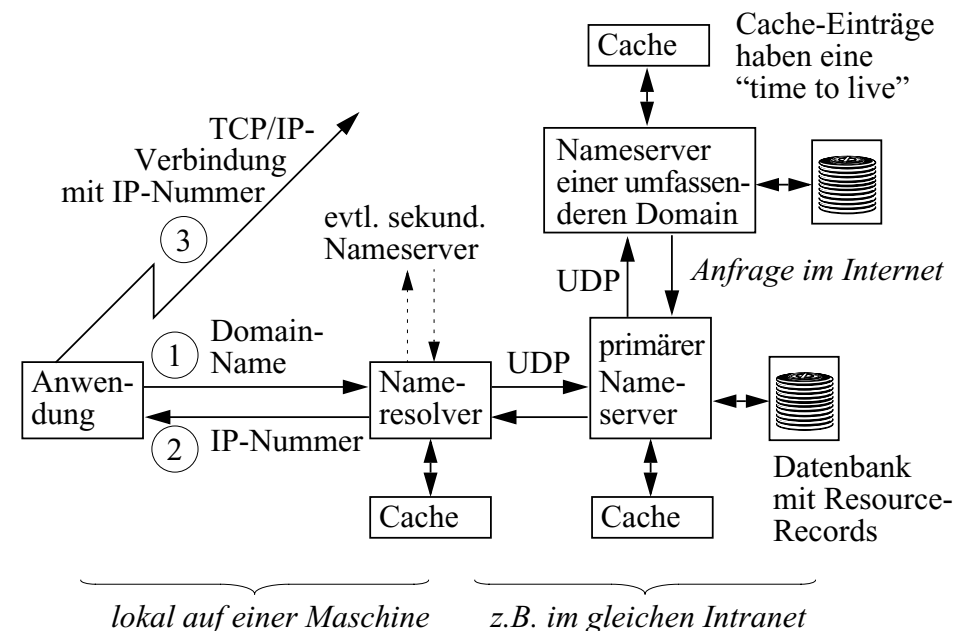 Cache
Cache-Einträge
haben eine
“time to live”
TCP/IP-
Verbindung
mit IP-Nummer
3
Nameserver
einer umfassen-
deren Domain
evtl. sekund.
Nameserver
UDP
Anfrage im Internet
1
Domain-
Name
Anwen-
dung
Name-
resolver
UDP
primärer
Name-
server
2
IP-Nummer
Cache
Cache
Datenbank
mit Resource-
Records
lokal auf einer Maschine
z.B. im gleichen Intranet